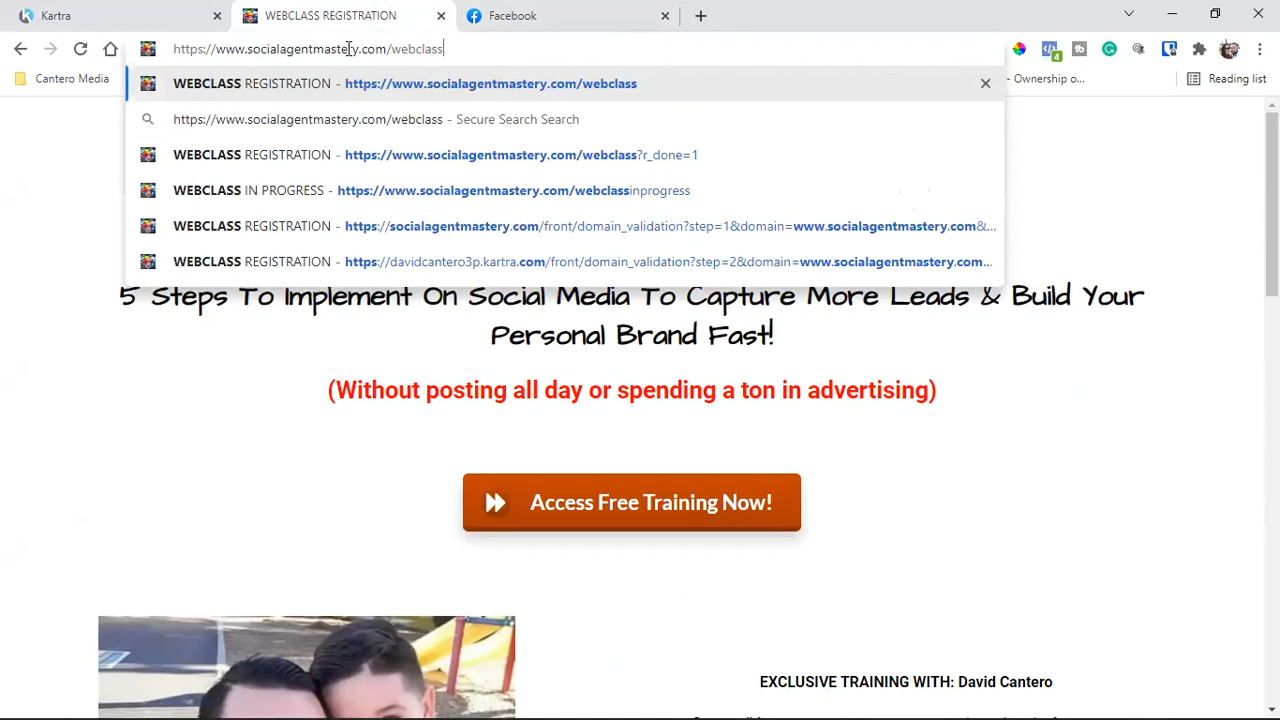 Kartra
WEBCLASS REGISTRATION
Facebook
https://www.socialagentmastery.com/webclass
4
Cantero Media
Ownership o...
Reading list
WEBCLASS REGISTRATION - https://www.socialagentmastery.com/webclass
https://www.socialagentmastery.com/webclass - Secure Search Search
WEBCLASS REGISTRATION - https://www.socialagentmastery.com/webclass?r_done=1
WEBCLASS IN PROGRESS - https://www.socialagentmastery.com/webclassinprogress
WEBCLASS REGISTRATION - https://socialagentmastery.com/front/domain_validation?step=1&domain=www.socialagentmastery.com&...
WEBCLASS REGISTRATION - https://davidcantero3p.kartra.com/front/domain_validation?step=2&domain=www.socialagentmastery.com...
5 Steps To Implement On Social Media To Capture More Leads & Build Your
Personal Brand Fast!
(Without posting all day or spending a ton in advertising)
Access Free Training Now!
EXCLUSIVE TRAINING WITH: David Cantero